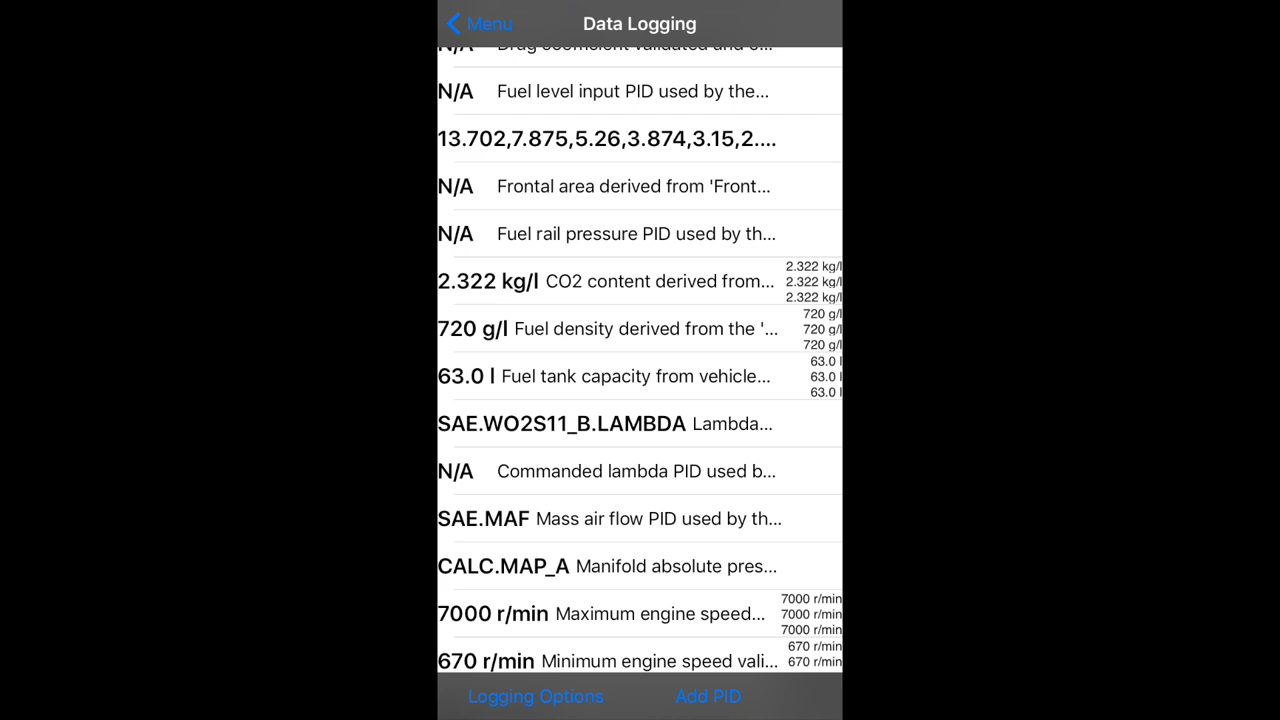 Menu Data Logging
N/A Drag coefficient validated and c...
N/A Fuel level input PID used by the...
13.702,7.875,5.26,3.874,3.15,2....
N/A Frontal area derived from 'Front...
N/A Fuel rail pressure PID used by th...
2.322 kg/l CO2 content derived from... 2.322 kg/l
2.322 kg/l
2.322 kg/l
720 g/l Fuel density derived from the '... 720 g/l
720 g/l
720 g/l
63.0 l Fuel tank capacity from vehicle... 63.0 l
63.0 l
63.0 l
SAE.WO2S11_B.LAMBDA Lambda...
N/A Commanded lambda PID used b...
SAE.MAF Mass air flow PID used by th...
CALC.MAP_A Manifold absolute pres...
7000 r/min Maximum engine speed... 7000 r/min
7000 r/min
7000 r/min
670 r/min Minimum engine speed vali... 670 r/min
670 r/min
Logging Options Add PID